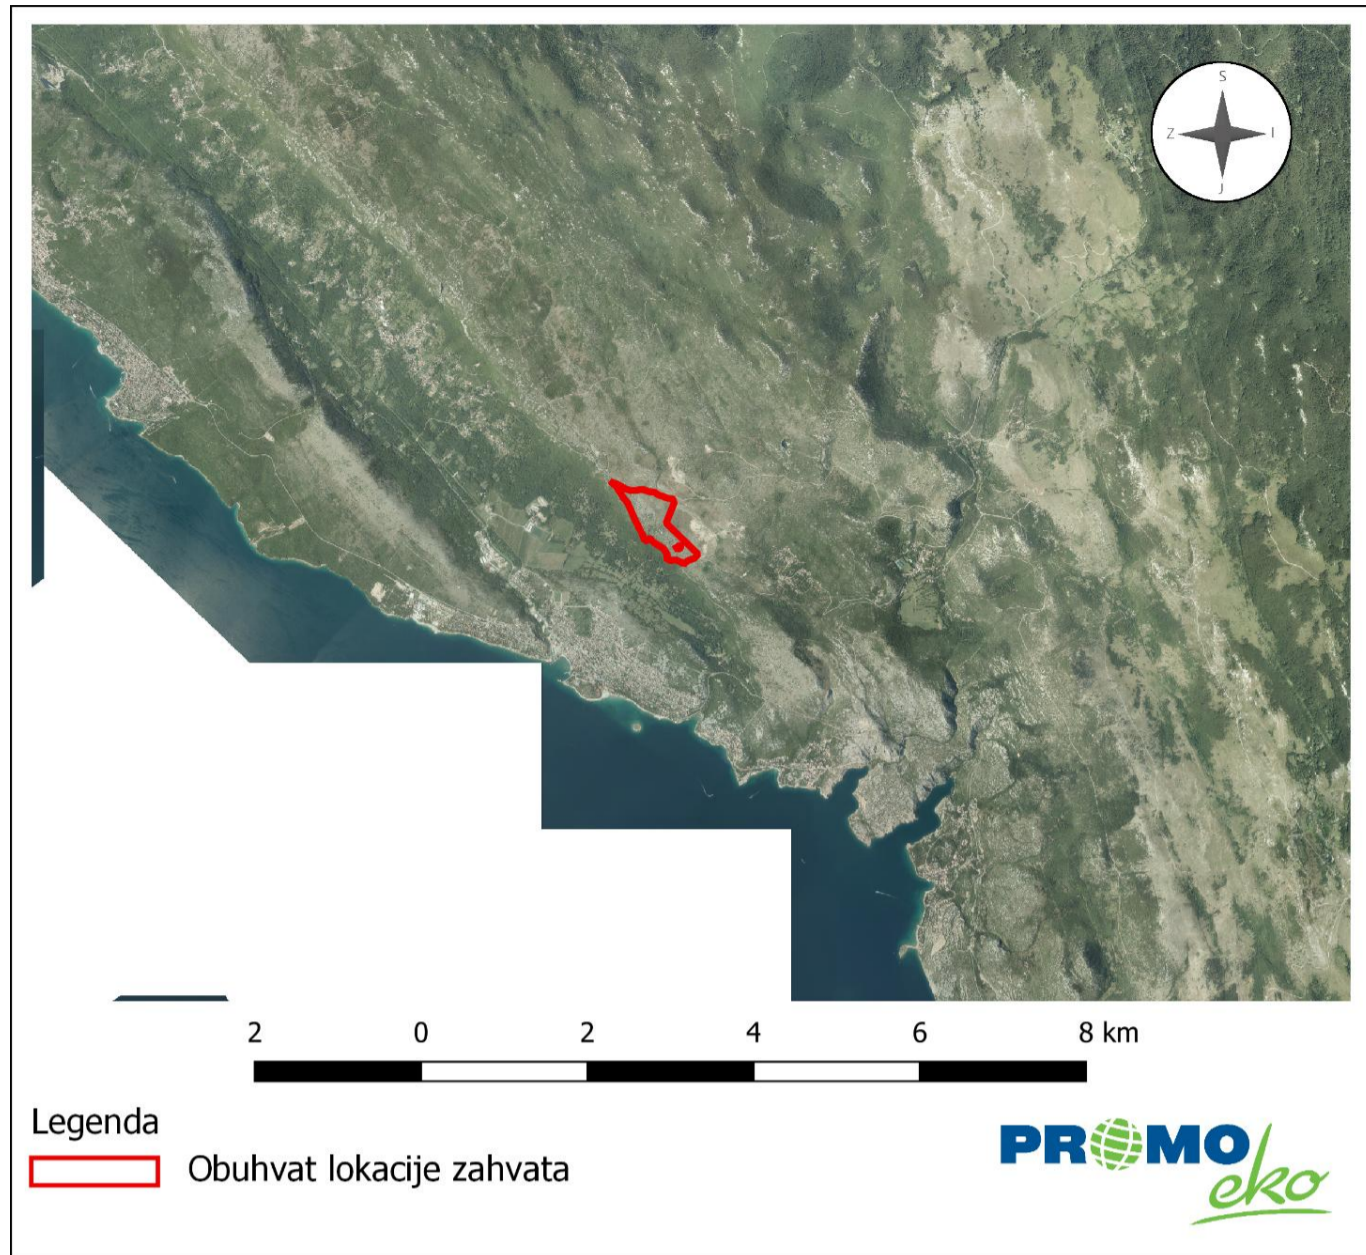 S
Z I
J
2 0 2 4 6 8 km
Legenda
Obuhvat lokacije zahvata
PROMO
eko